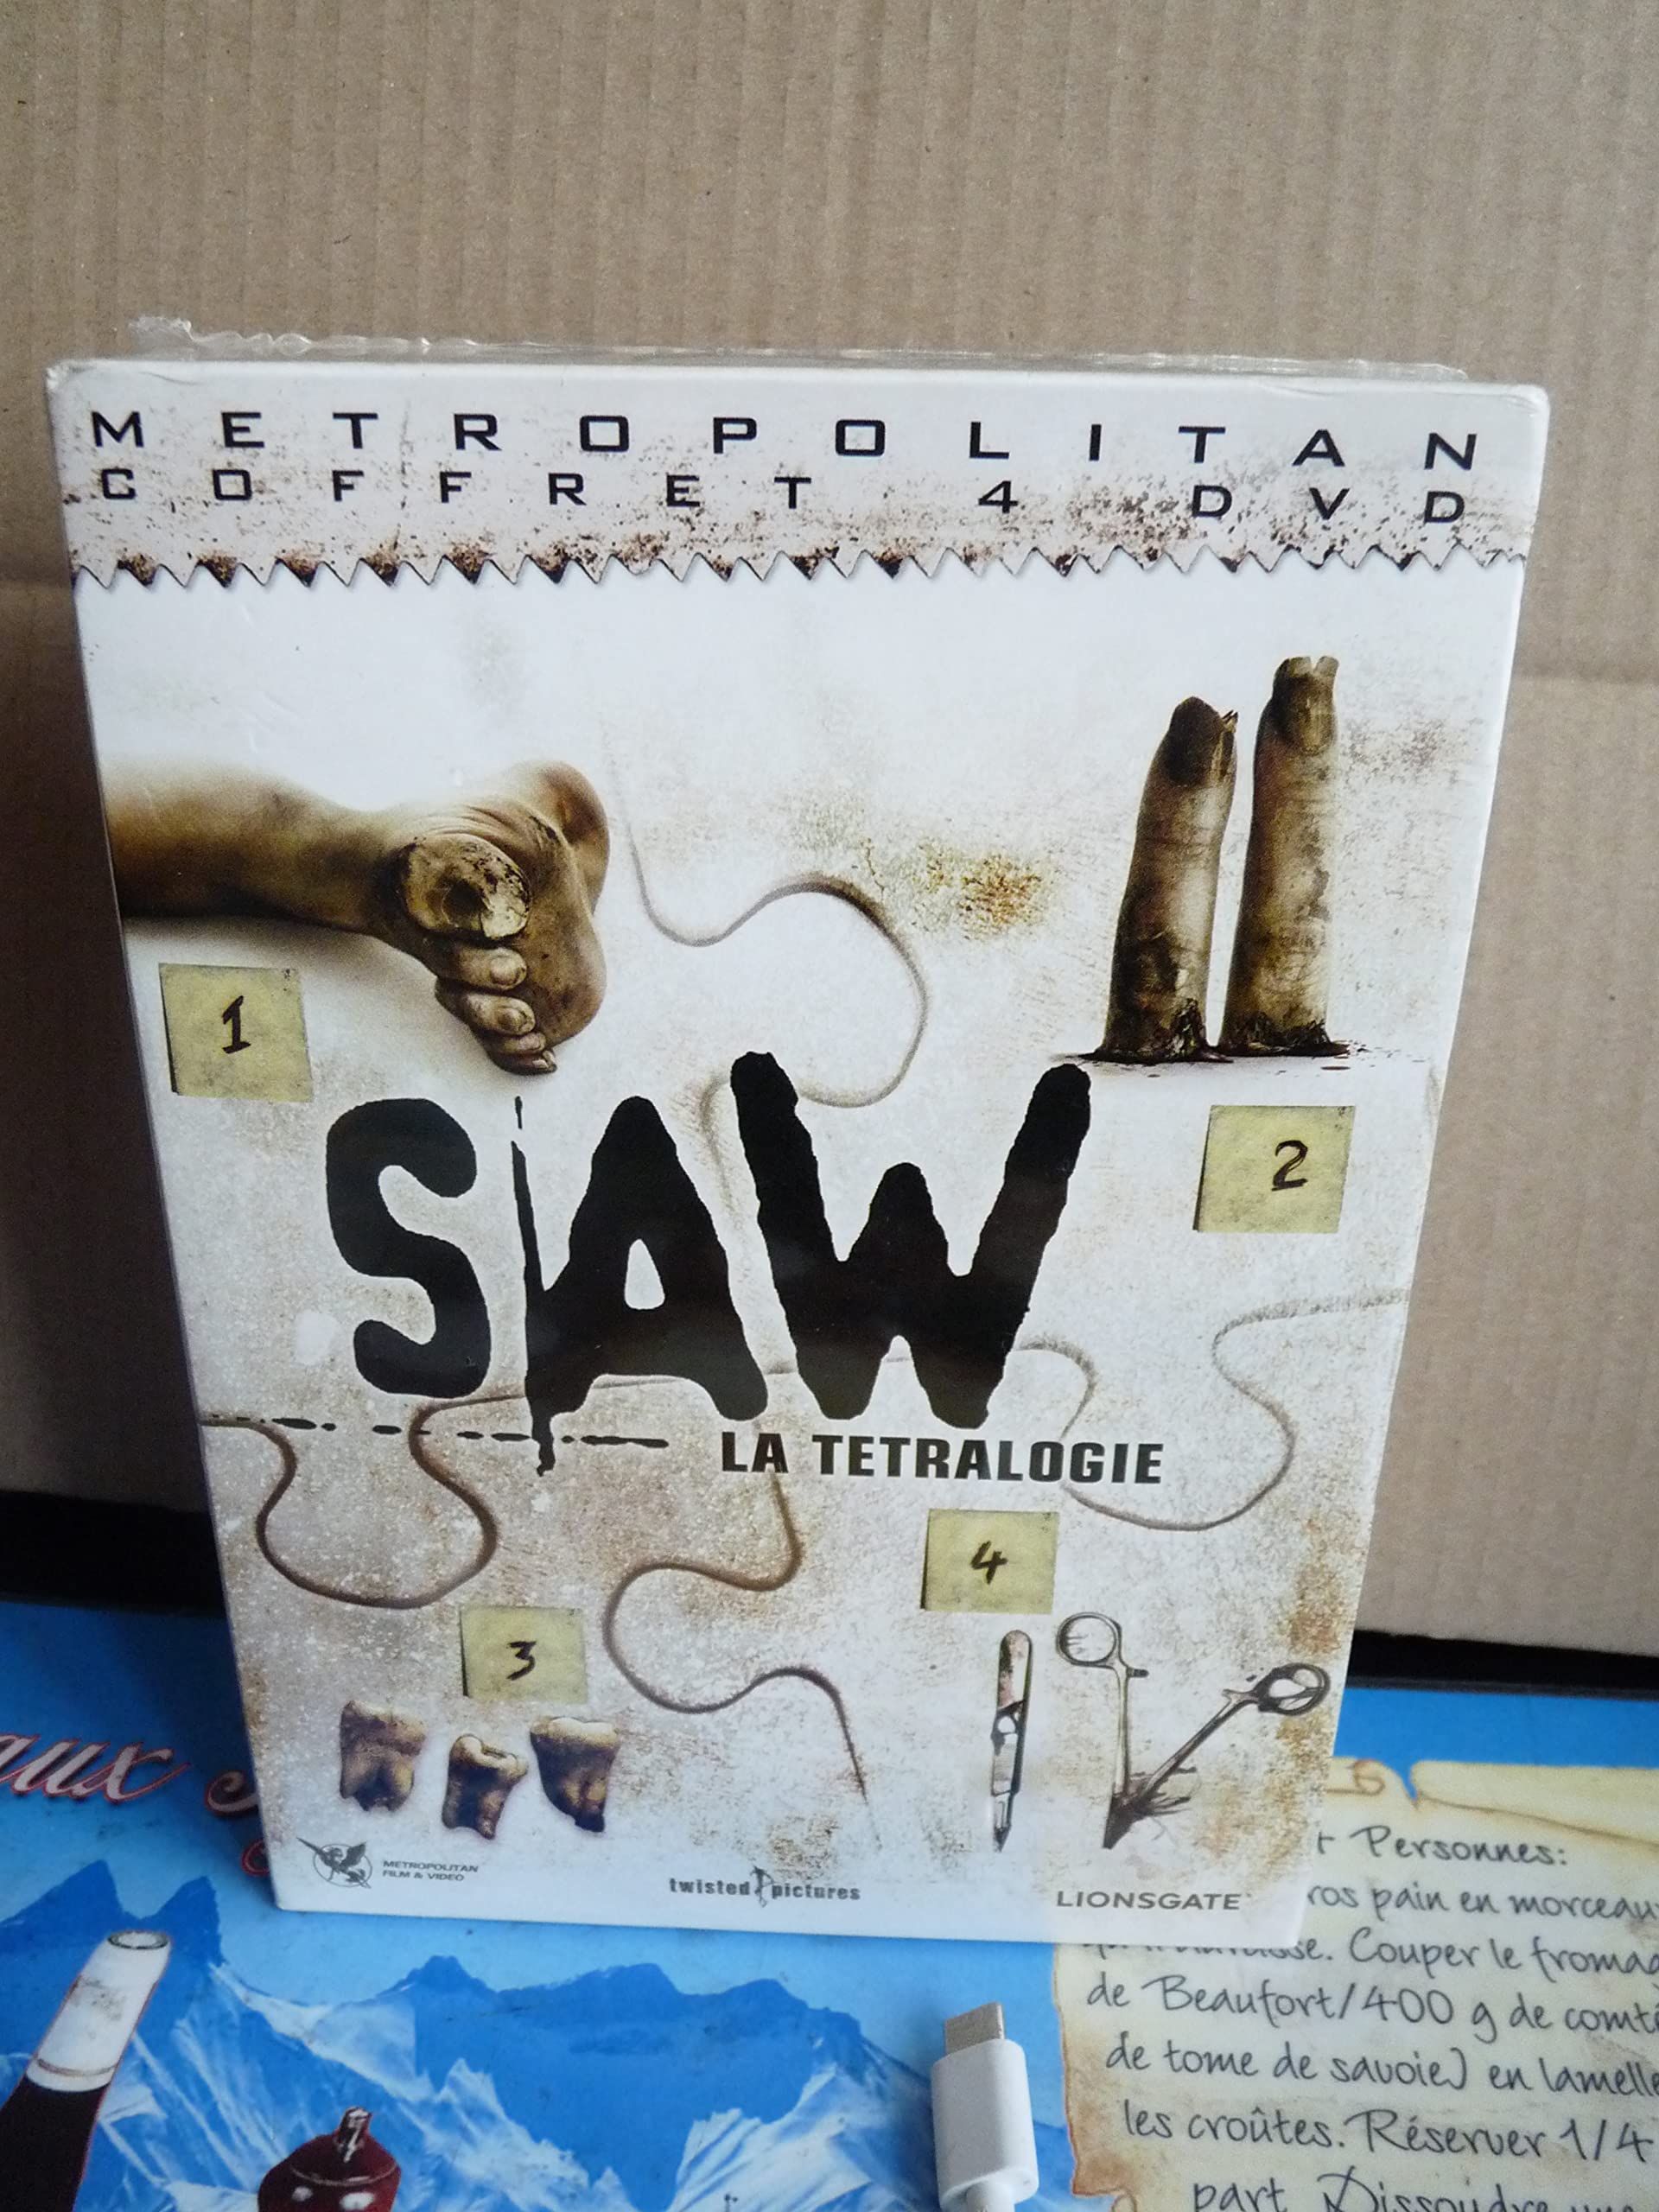 METROPOLITAN
COFFRET 4 DVD
1
2
SAW
LA TETRALOGIE
4
3
METROPOLITAN
FILM & VIDEO
twisted pictures
LIONSGATE
aux
Personnes:
pain en morceau
Couper le fromag
de Beaufort/400 g de comt
de tome de savoie) en lamelle
les croûtes. Réserver 1/4
part. Dissoudre